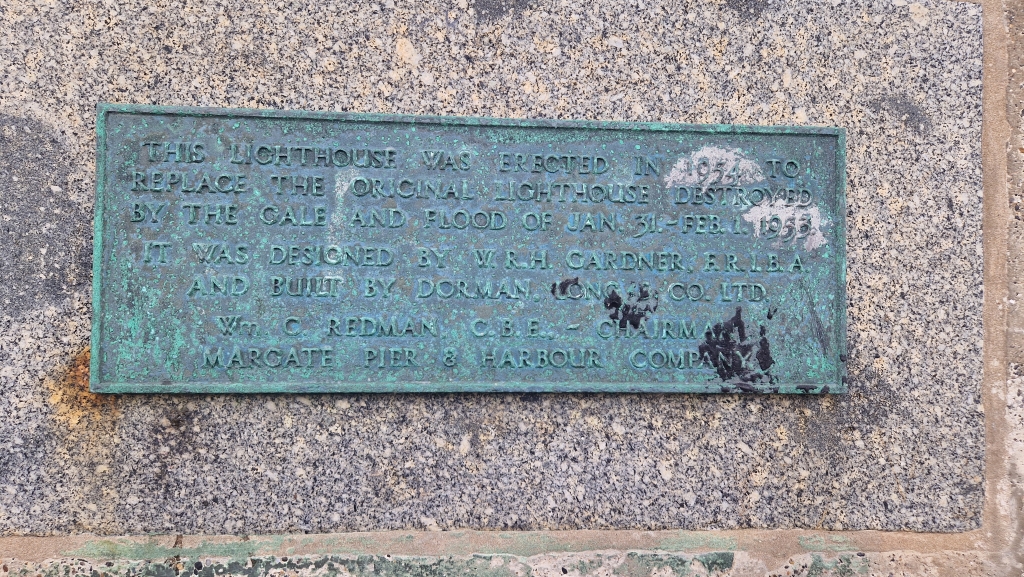 THIS LIGHTHOUSE WAS ERECTED IN 1954 TO
REPLACE THE ORIGINAL LIGHTHOUSE DESTROYED
BY THE GALE AND FLOOD OF JAN. 31.-FEB. 1. 1953
IT WAS DESIGNED BY W.R.H. GARDNER, F.R.I.B.A.
AND BUILT BY DORMAN, LONG & CO. LTD.
Wm. C. REDMAN, C.B.E., - CHAIRMAN
MARGATE PIER & HARBOUR COMPANY